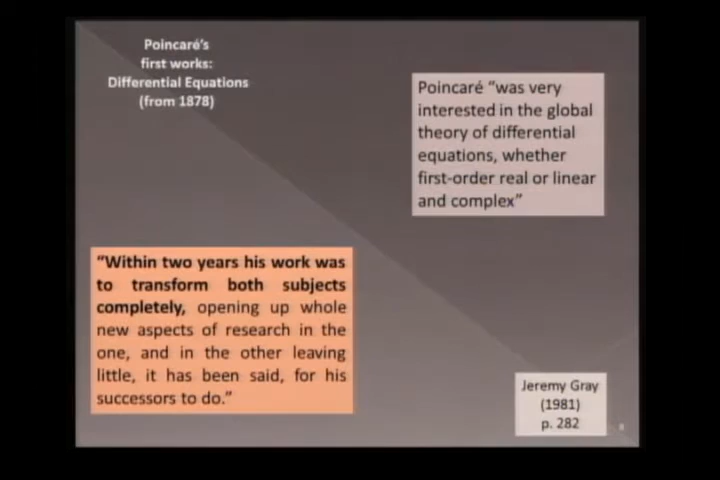 Poincaré's
first works:
Differential Equations
(from 1878)
Poincaré “was very
interested in the global
theory of differential
equations, whether
first-order real or linear
and complex”
“Within two years his work was
to transform both subjects
completely, opening up whole
new aspects of research in the
one, and in the other leaving
little, it has been said, for his
successors to do.”
Jeremy Gray
(1981)
p. 282